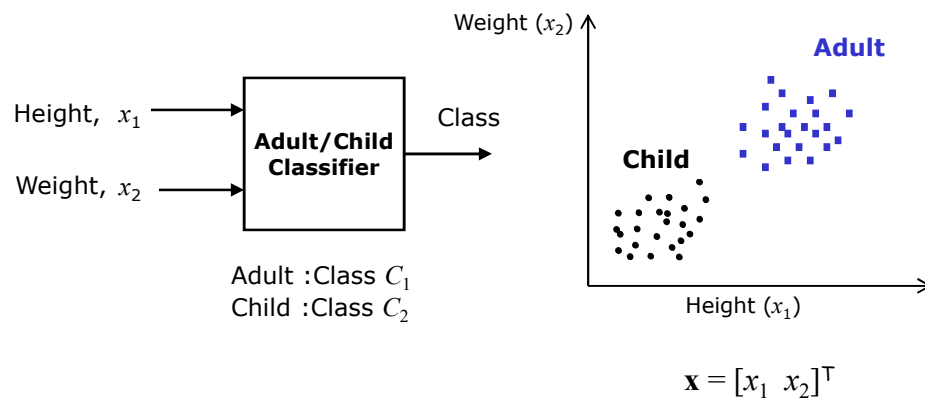 Height, x₁
Weight, x₂
Adult/Child
Classifier
Class
Adult :Class C₁
Child :Class C₂
Weight (x₂)
Adult
Child
Height (x₁)
x = [x₁ x₂]ᵀ